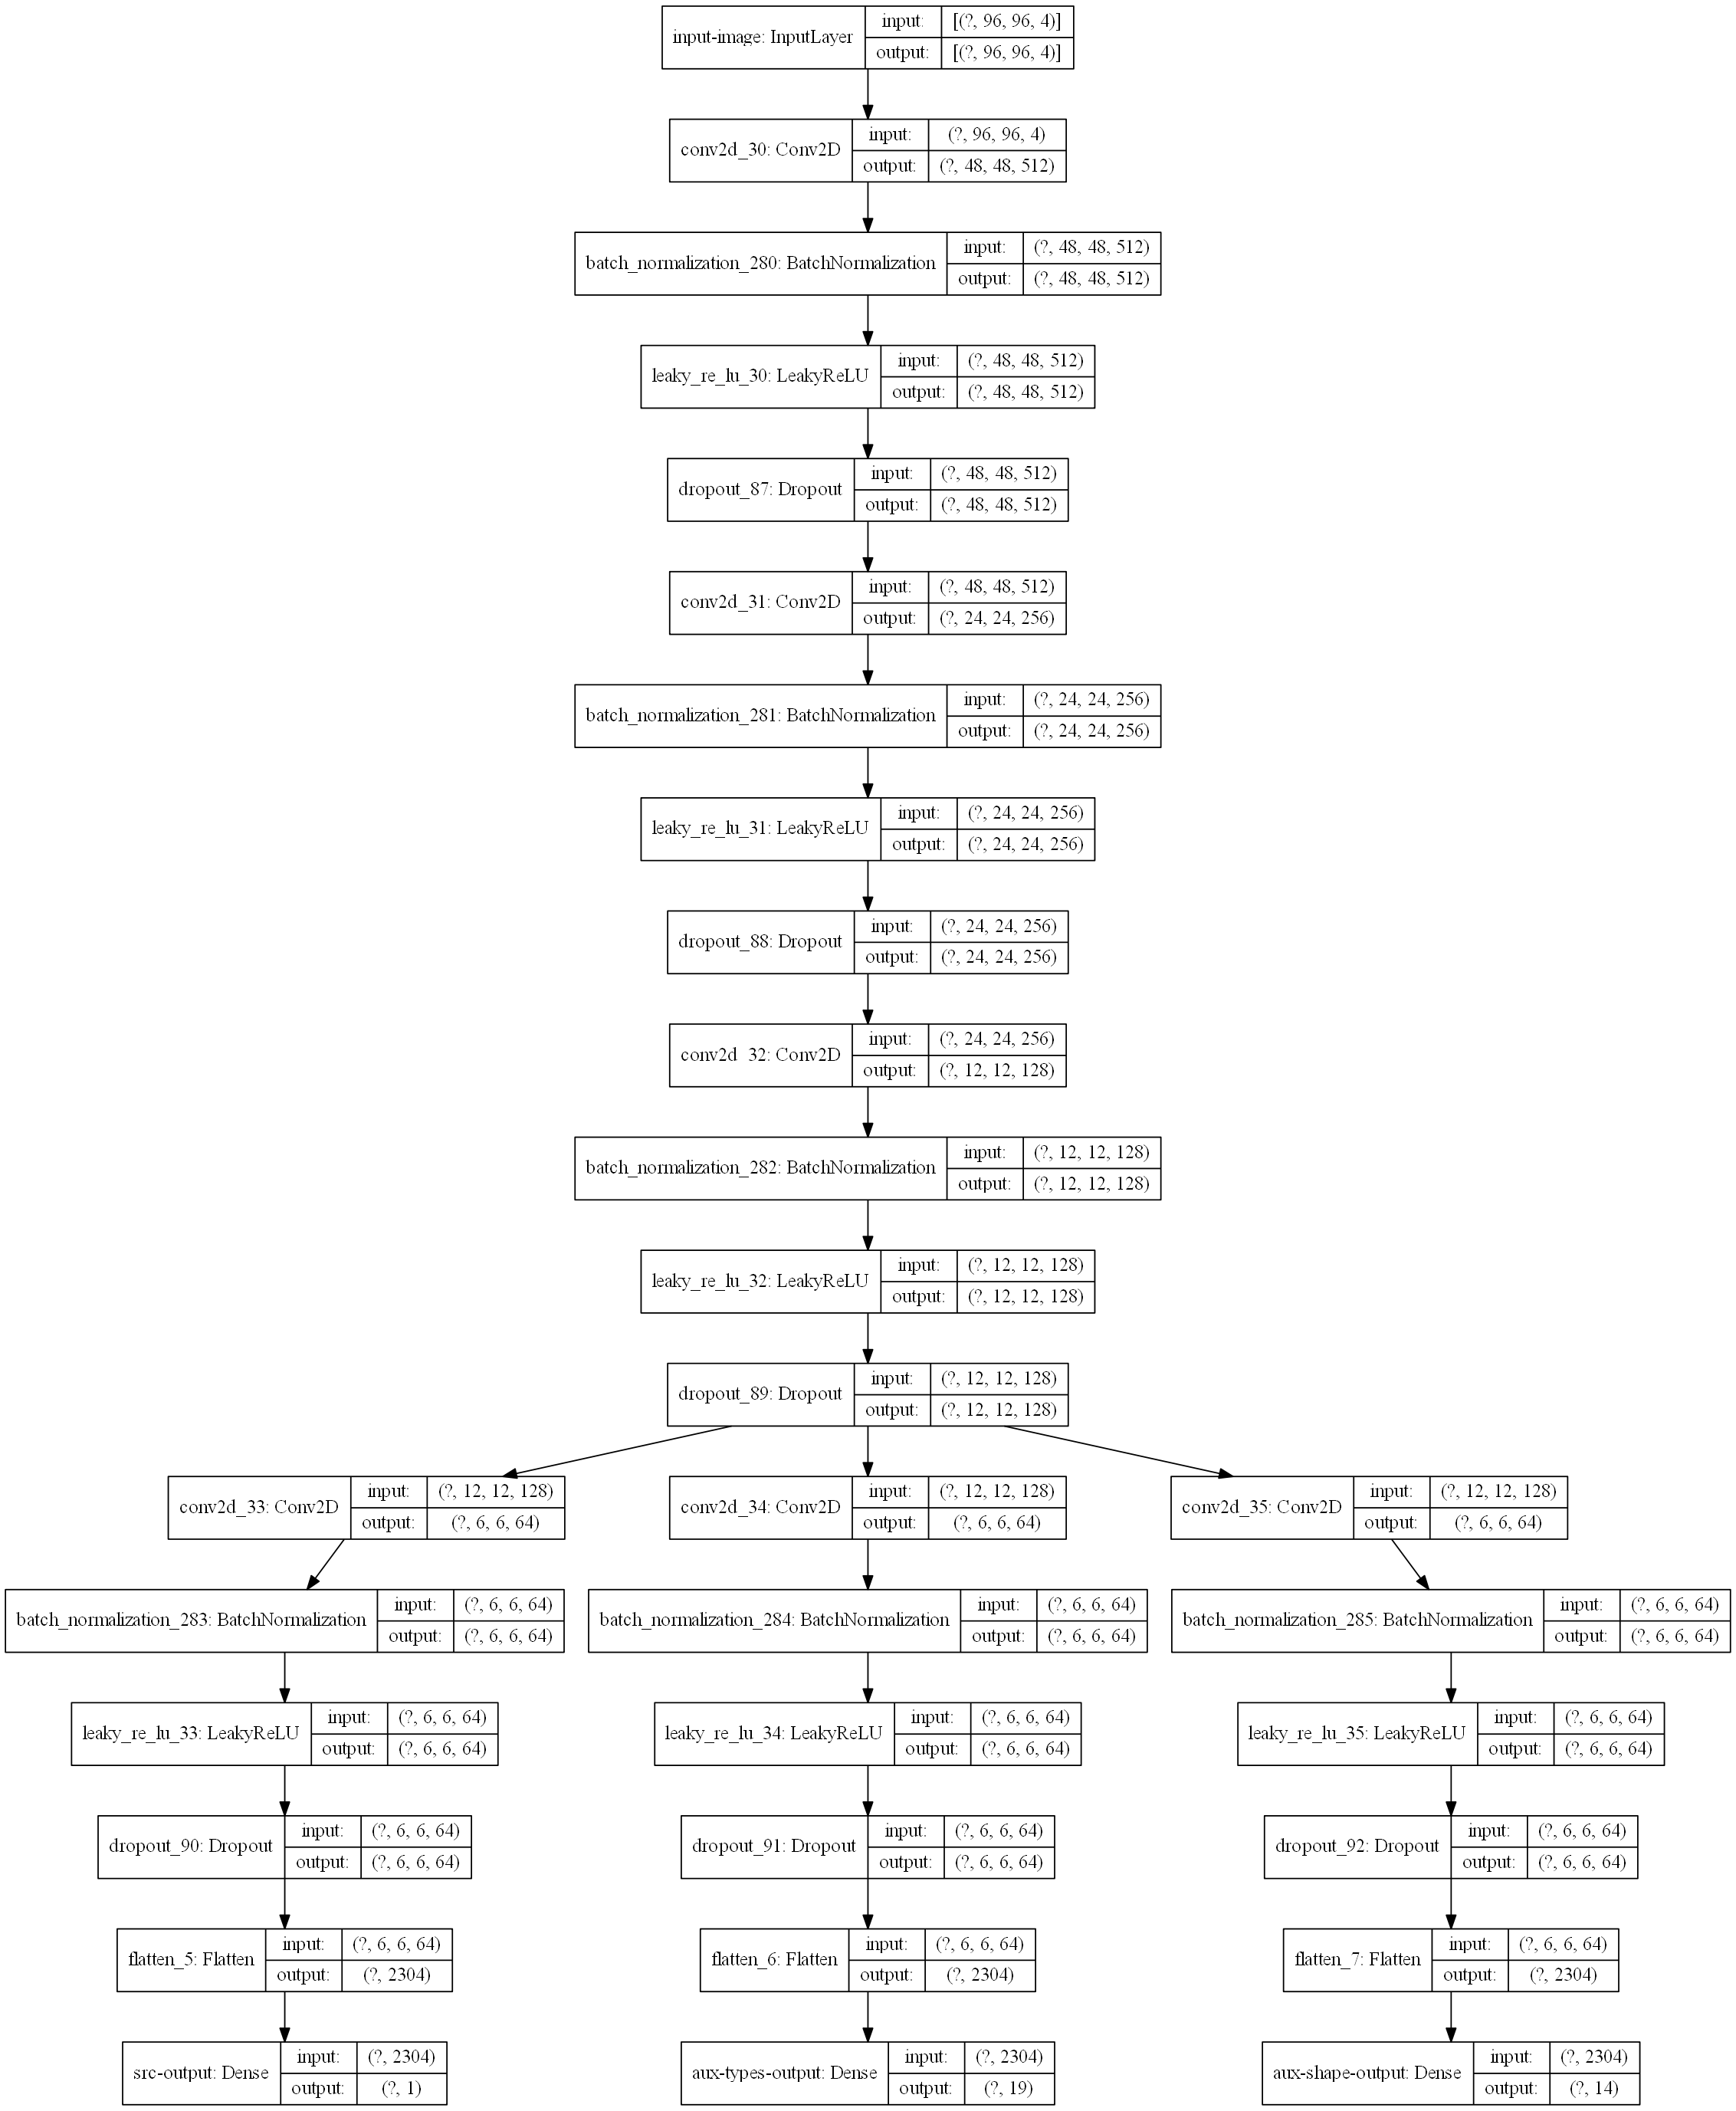 input-image: InputLayer
input: [(?, 96, 96, 4)]
output: [(?, 96, 96, 4)]
conv2d_30: Conv2D
input: (?, 96, 96, 4)
output: (?, 48, 48, 512)
batch_normalization_280: BatchNormalization
input: (?, 48, 48, 512)
output: (?, 48, 48, 512)
leaky_re_lu_30: LeakyReLU
input: (?, 48, 48, 512)
output: (?, 48, 48, 512)
dropout_87: Dropout
input: (?, 48, 48, 512)
output: (?, 48, 48, 512)
conv2d_31: Conv2D
input: (?, 48, 48, 512)
output: (?, 24, 24, 256)
batch_normalization_281: BatchNormalization
input: (?, 24, 24, 256)
output: (?, 24, 24, 256)
leaky_re_lu_31: LeakyReLU
input: (?, 24, 24, 256)
output: (?, 24, 24, 256)
dropout_88: Dropout
input: (?, 24, 24, 256)
output: (?, 24, 24, 256)
conv2d_32: Conv2D
input: (?, 24, 24, 256)
output: (?, 12, 12, 128)
batch_normalization_282: BatchNormalization
input: (?, 12, 12, 128)
output: (?, 12, 12, 128)
leaky_re_lu_32: LeakyReLU
input: (?, 12, 12, 128)
output: (?, 12, 12, 128)
dropout_89: Dropout
input: (?, 12, 12, 128)
output: (?, 12, 12, 128)
conv2d_33: Conv2D
input: (?, 12, 12, 128)
output: (?, 6, 6, 64)
conv2d_34: Conv2D
input: (?, 12, 12, 128)
output: (?, 6, 6, 64)
conv2d_35: Conv2D
input: (?, 12, 12, 128)
output: (?, 6, 6, 64)
batch_normalization_283: BatchNormalization
input: (?, 6, 6, 64)
output: (?, 6, 6, 64)
batch_normalization_284: BatchNormalization
input: (?, 6, 6, 64)
output: (?, 6, 6, 64)
batch_normalization_285: BatchNormalization
input: (?, 6, 6, 64)
output: (?, 6, 6, 64)
leaky_re_lu_33: LeakyReLU
input: (?, 6, 6, 64)
output: (?, 6, 6, 64)
leaky_re_lu_34: LeakyReLU
input: (?, 6, 6, 64)
output: (?, 6, 6, 64)
leaky_re_lu_35: LeakyReLU
input: (?, 6, 6, 64)
output: (?, 6, 6, 64)
dropout_90: Dropout
input: (?, 6, 6, 64)
output: (?, 6, 6, 64)
dropout_91: Dropout
input: (?, 6, 6, 64)
output: (?, 6, 6, 64)
dropout_92: Dropout
input: (?, 6, 6, 64)
output: (?, 6, 6, 64)
flatten_5: Flatten
input: (?, 6, 6, 64)
output: (?, 2304)
flatten_6: Flatten
input: (?, 6, 6, 64)
output: (?, 2304)
flatten_7: Flatten
input: (?, 6, 6, 64)
output: (?, 2304)
src-output: Dense
input: (?, 2304)
output: (?, 1)
aux-types-output: Dense
input: (?, 2304)
output: (?, 19)
aux-shape-output: Dense
input: (?, 2304)
output: (?, 14)